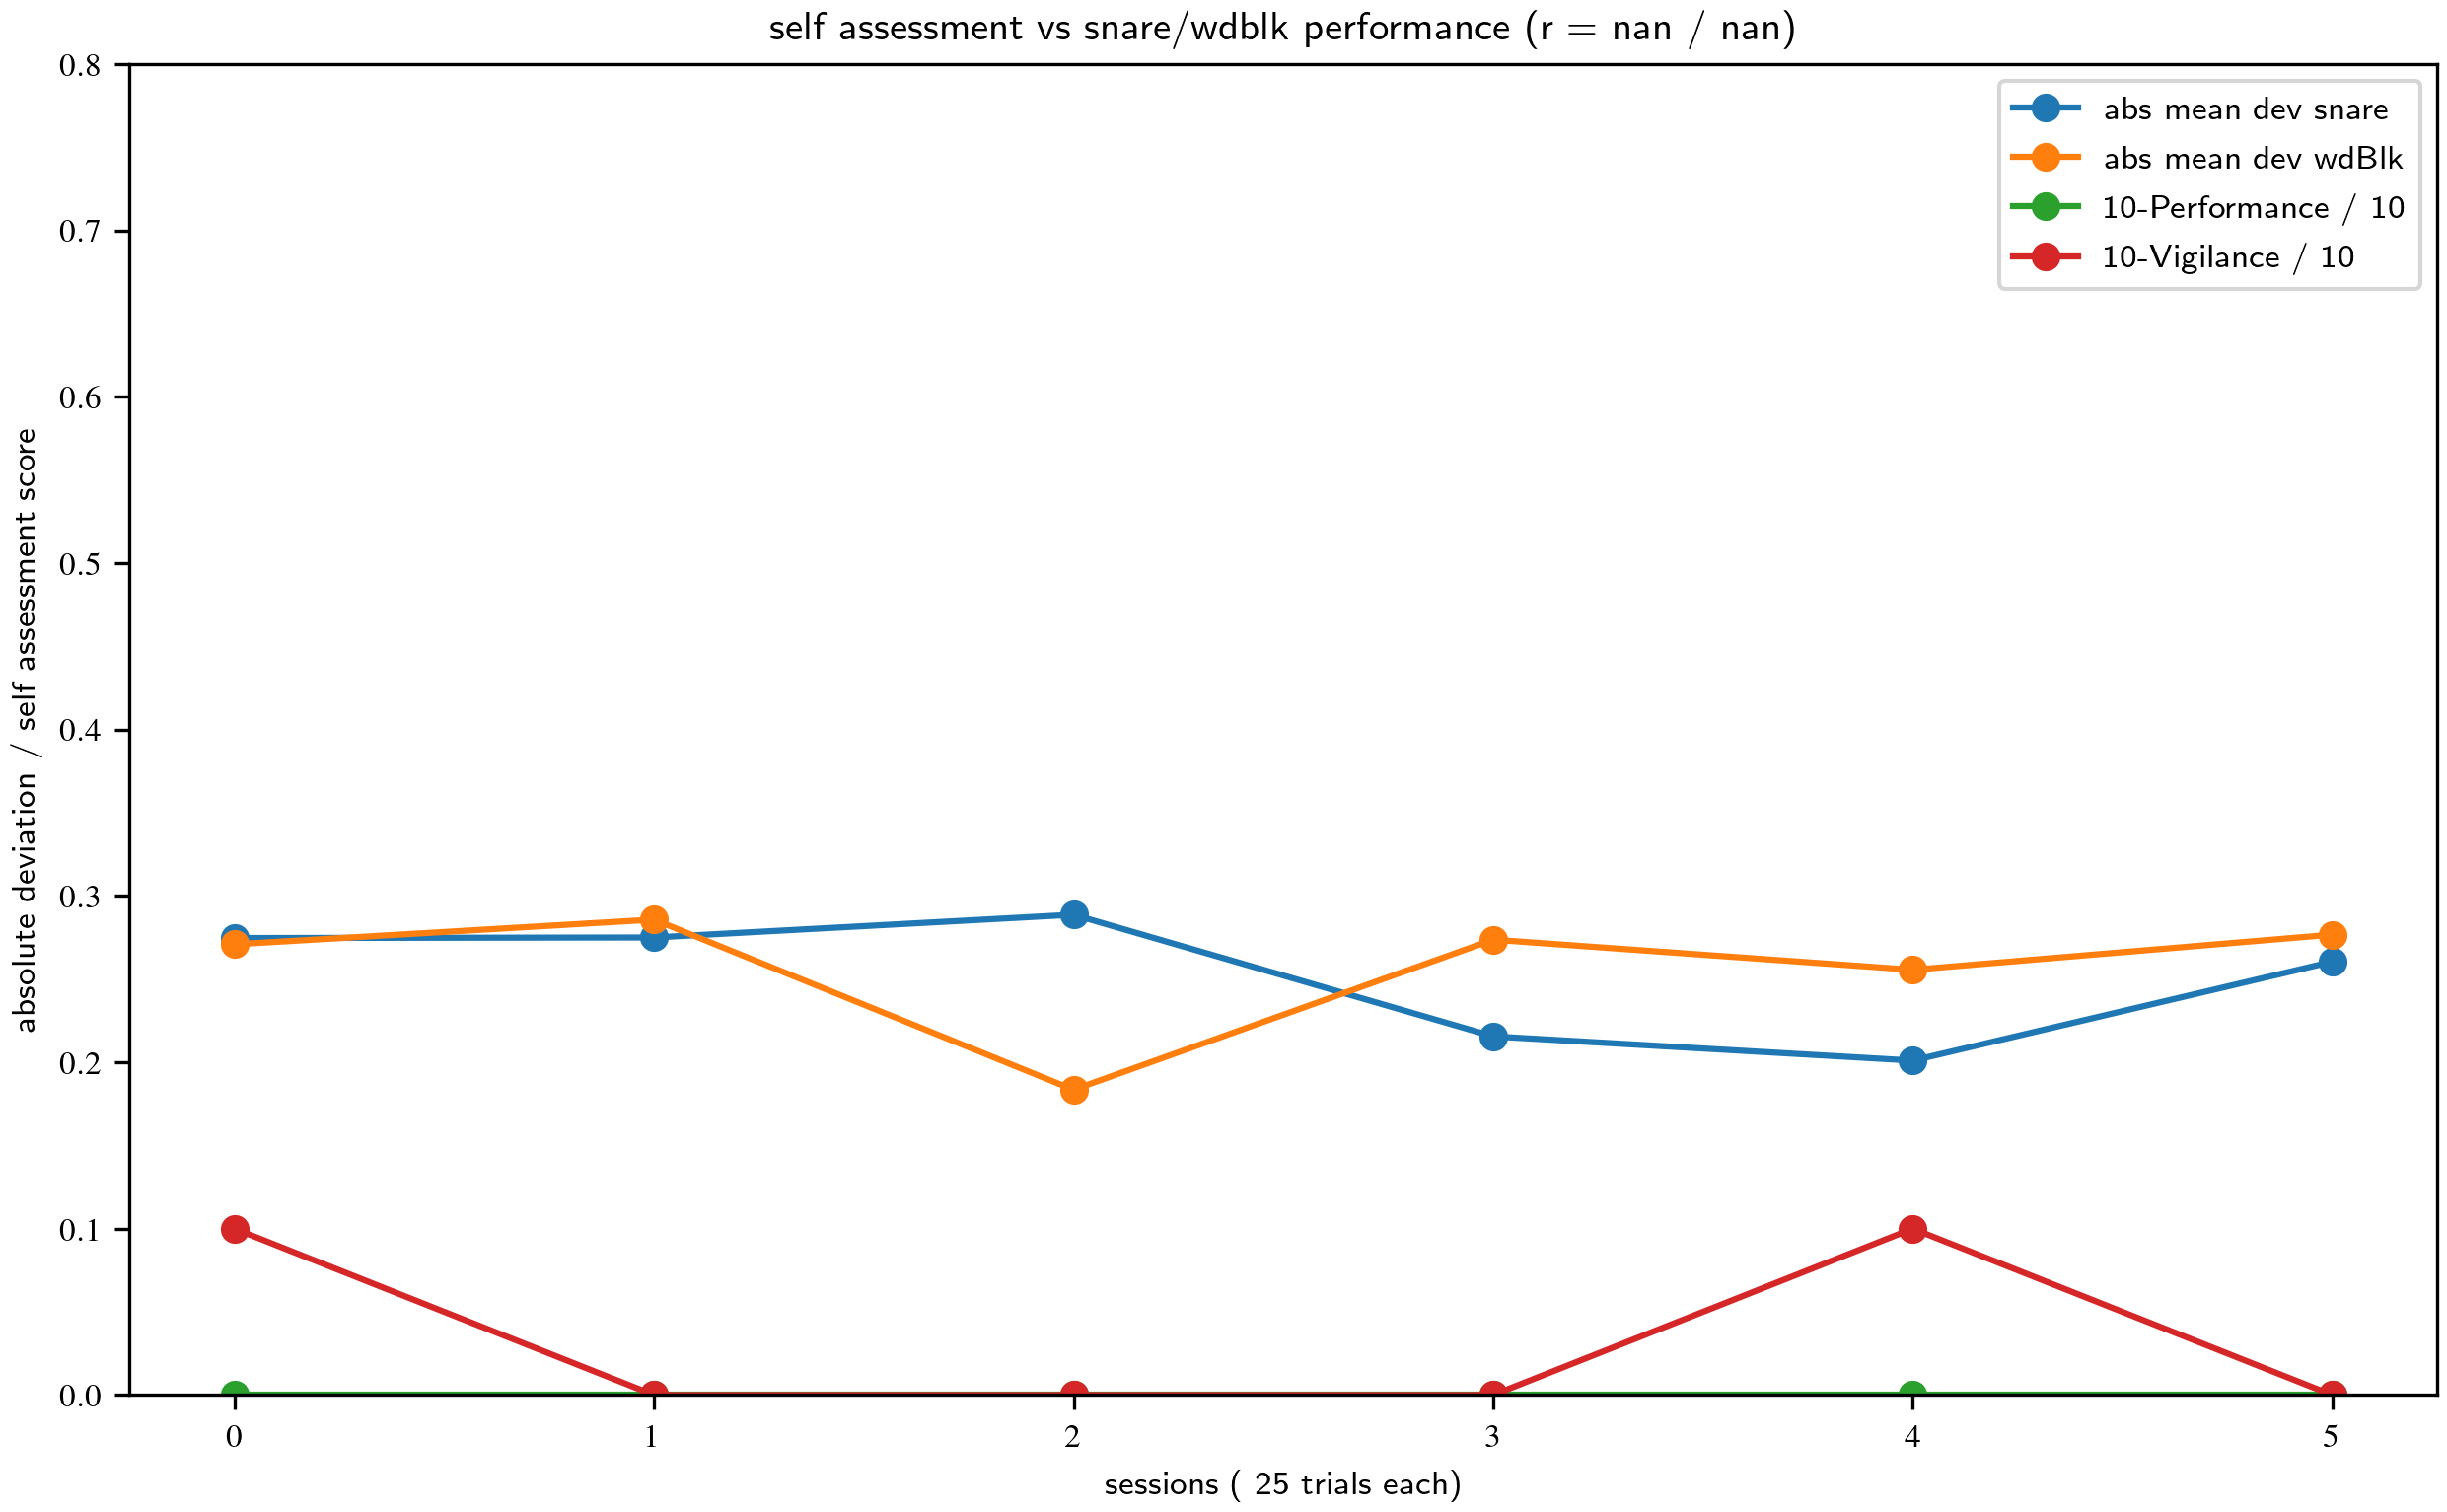 self assessment vs snare/wdblk performance (r = nan / nan)
abs mean dev snare
abs mean dev wdBlk
10-Performance / 10
10-Vigilance / 10
absolute deviation / self assessment score
0.8
0.7
0.6
0.5
0.4
0.3
0.2
0.1
0.0
0 1 2 3 4 5
sessions ( 25 trials each)